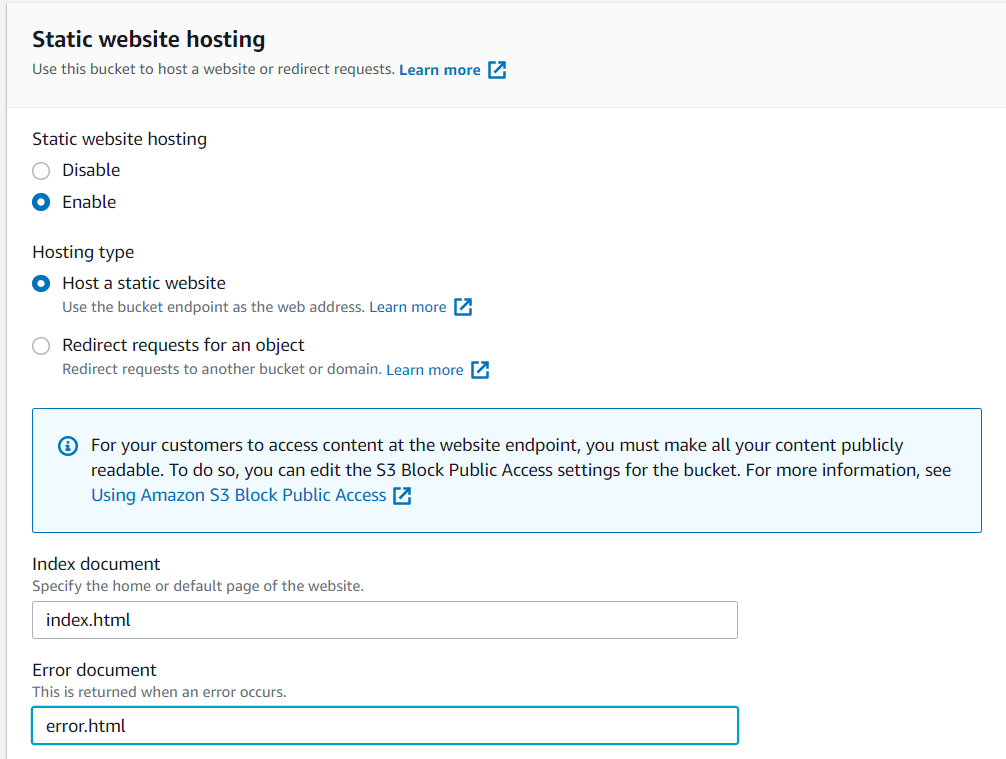 Static website hosting
Use this bucket to host a website or redirect requests. Learn more
Static website hosting
Disable
Enable
Hosting type
Host a static website
Use the bucket endpoint as the web address. Learn more
Redirect requests for an object
Redirect requests to another bucket or domain. Learn more
For your customers to access content at the website endpoint, you must make all your content publicly
readable. To do so, you can edit the S3 Block Public Access settings for the bucket. For more information, see
Using Amazon S3 Block Public Access
Index document
Specify the home or default page of the website.
index.html
Error document
This is returned when an error occurs.
error.html